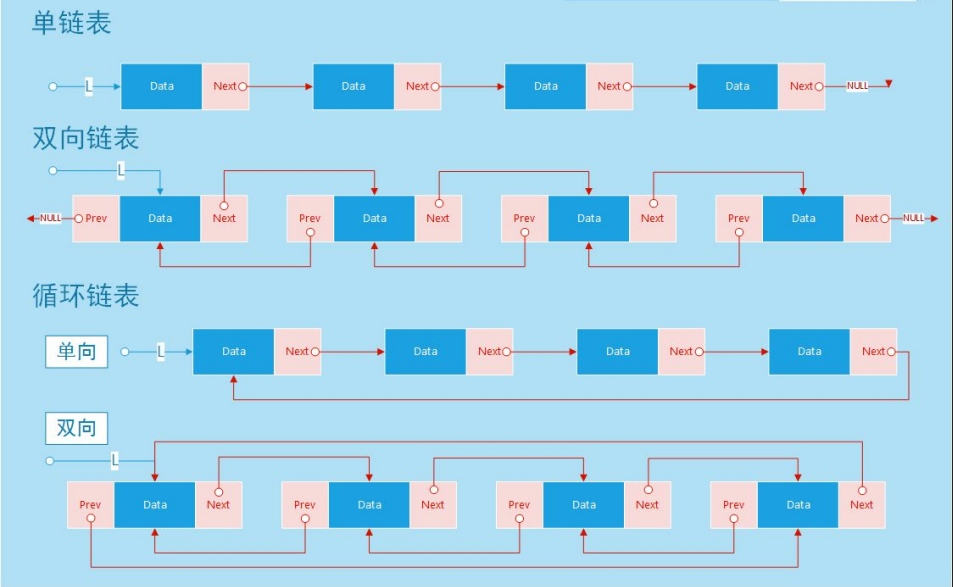 单链表
L Data Next Data Next Data Next Data Next NULL
双向链表
L
NULL Prev Data Next Prev Data Next Prev Data Next Prev Data Next NULL
循环链表
单向 L Data Next Data Next Data Next Data Next
双向
L
Prev Data Next Prev Data Next Prev Data Next Prev Data Next